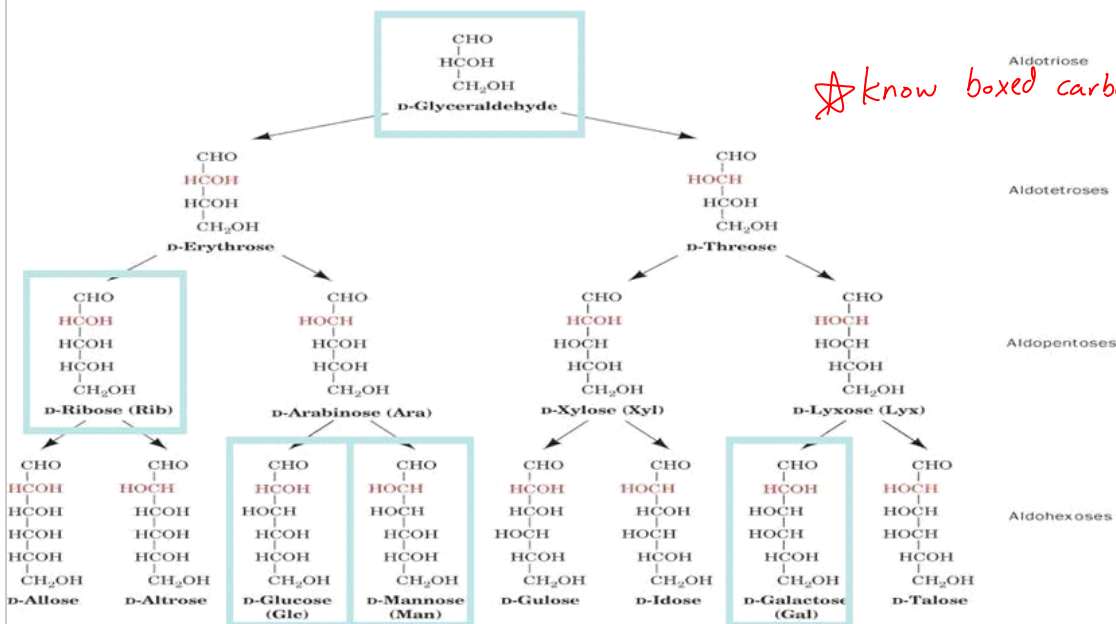 CHO
HCOH
CH₂OH
D-Glyceraldehyde
Aldotriose
☆ know boxed
CHO
HCOH
HCOH
CH₂OH
D-Erythrose
CHO
HOCH
HCOH
CH₂OH
D-Threose
Aldotetroses
CHO
HCOH
HCOH
HCOH
CH₂OH
D-Ribose (Rib)
CHO
HOCH
HCOH
HCOH
CH₂OH
D-Arabinose (Ara)
CHO
HCOH
HOCH
HCOH
CH₂OH
D-Xylose (Xyl)
CHO
HOCH
HOCH
HCOH
CH₂OH
D-Lyxose (Lyx)
Aldopentoses
CHO
HCOH
HCOH
HCOH
HCOH
CH₂OH
D-Allose
CHO
HOCH
HCOH
HCOH
HCOH
CH₂OH
D-Altrose
CHO
HCOH
HOCH
HCOH
HCOH
CH₂OH
D-Glucose
(Glc)
CHO
HOCH
HOCH
HCOH
HCOH
CH₂OH
D-Mannose
(Man)
CHO
HCOH
HCOH
HOCH
HCOH
CH₂OH
D-Gulose
CHO
HOCH
HCOH
HOCH
HCOH
CH₂OH
D-Idose
CHO
HCOH
HOCH
HOCH
HCOH
CH₂OH
D-Galactose
(Gal)
CHO
HOCH
HOCH
HOCH
HCOH
CH₂OH
D-Talose
Aldohexoses